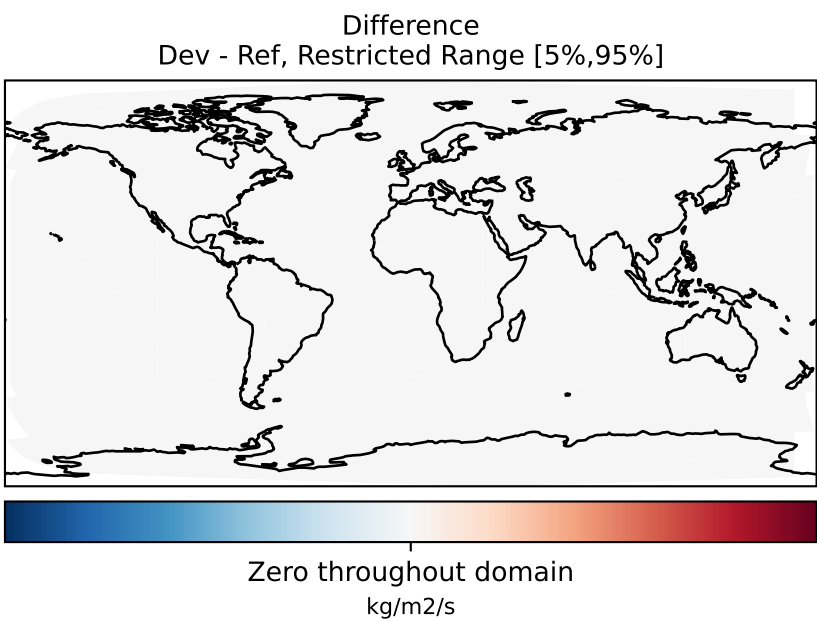 Difference
Dev - Ref, Restricted Range [5%,95%]
Zero throughout domain
kg/m2/s